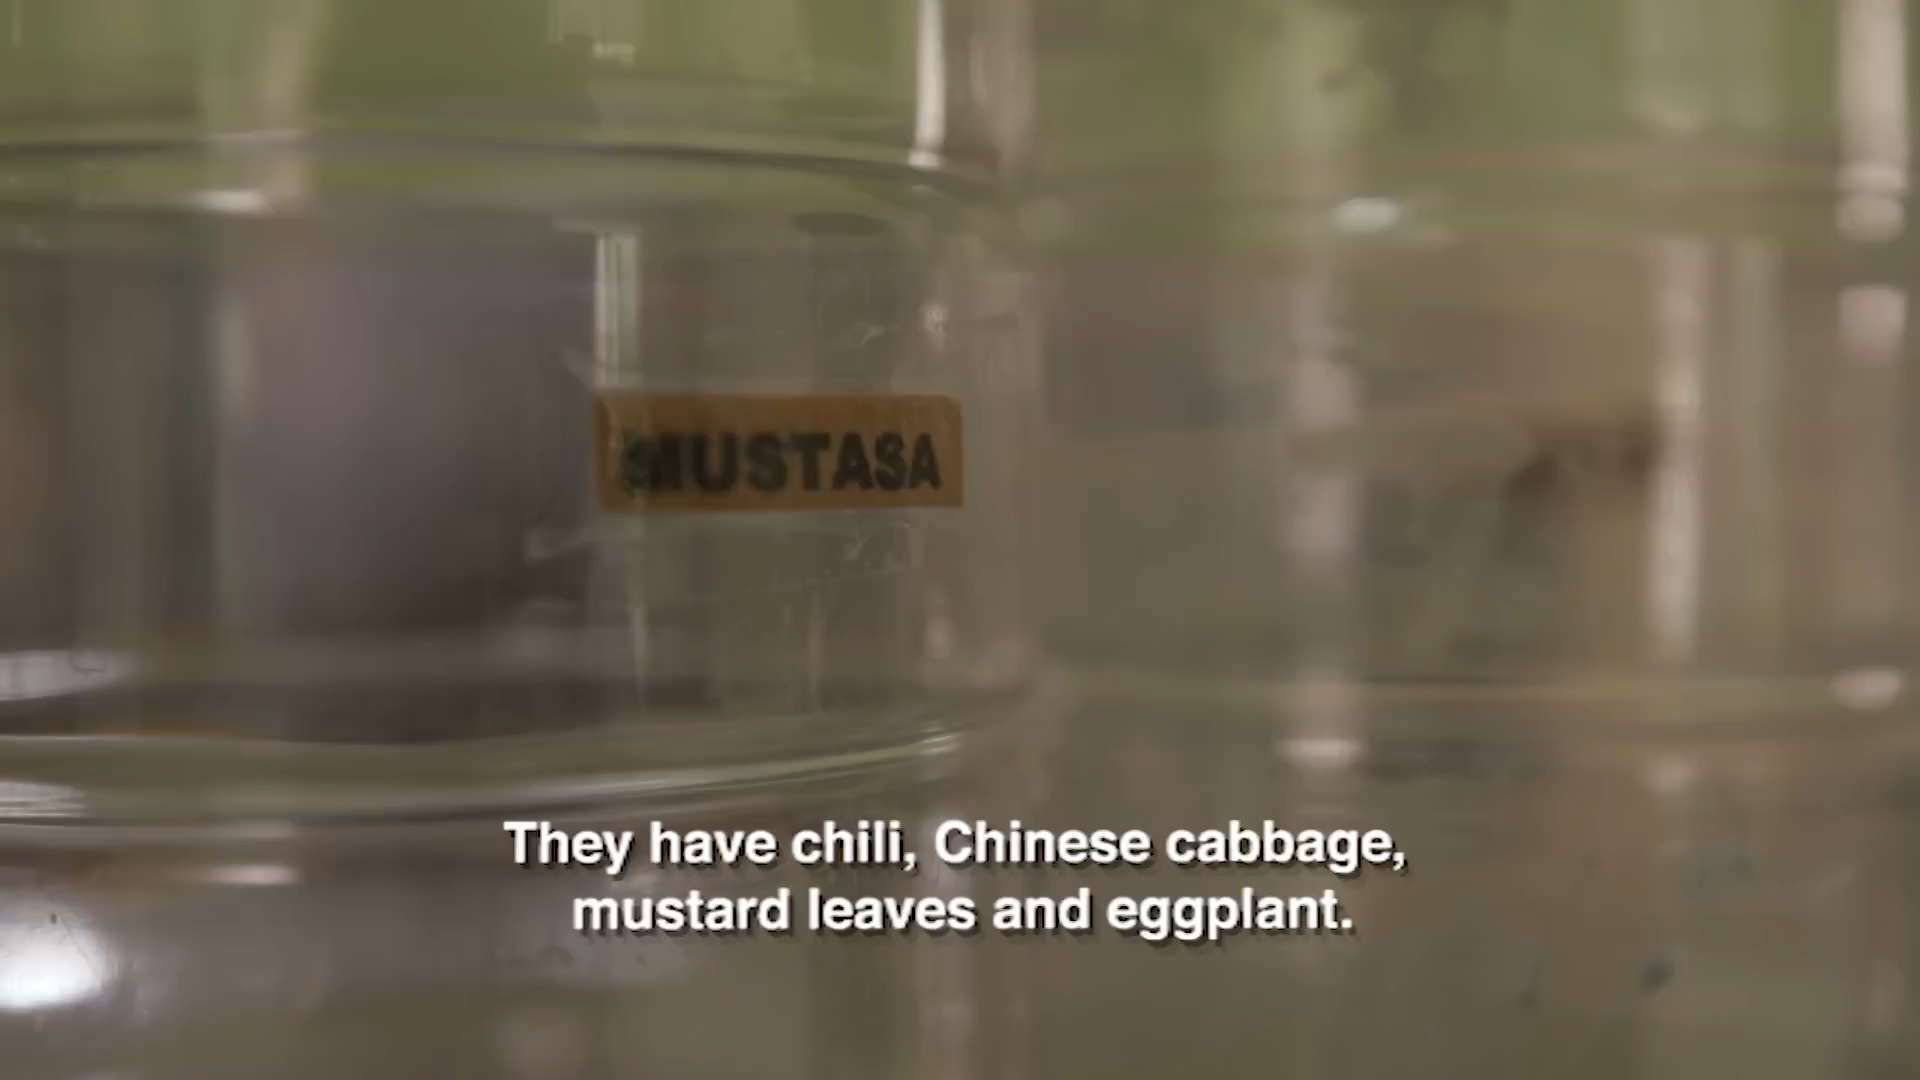 MUSTASA
They have chili, Chinese cabbage,
mustard leaves and eggplant.